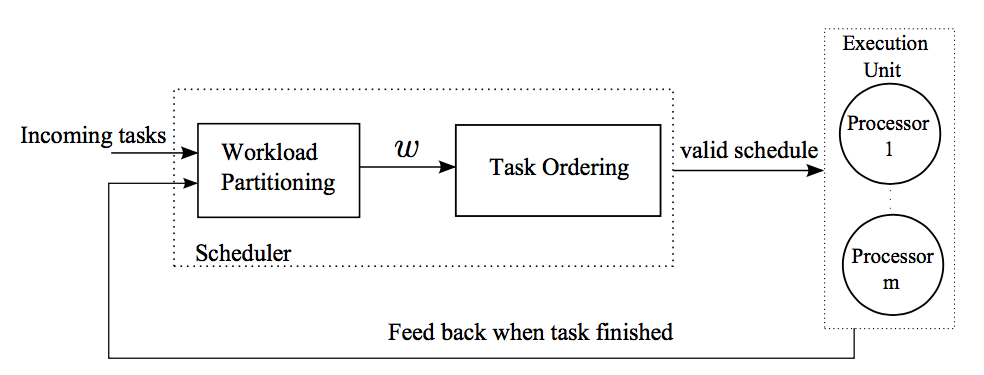 Execution
Unit
Incoming tasks
Workload
Partitioning
w
Task Ordering
valid schedule
Processor
1
Scheduler
Processor
m
Feed back when task finished